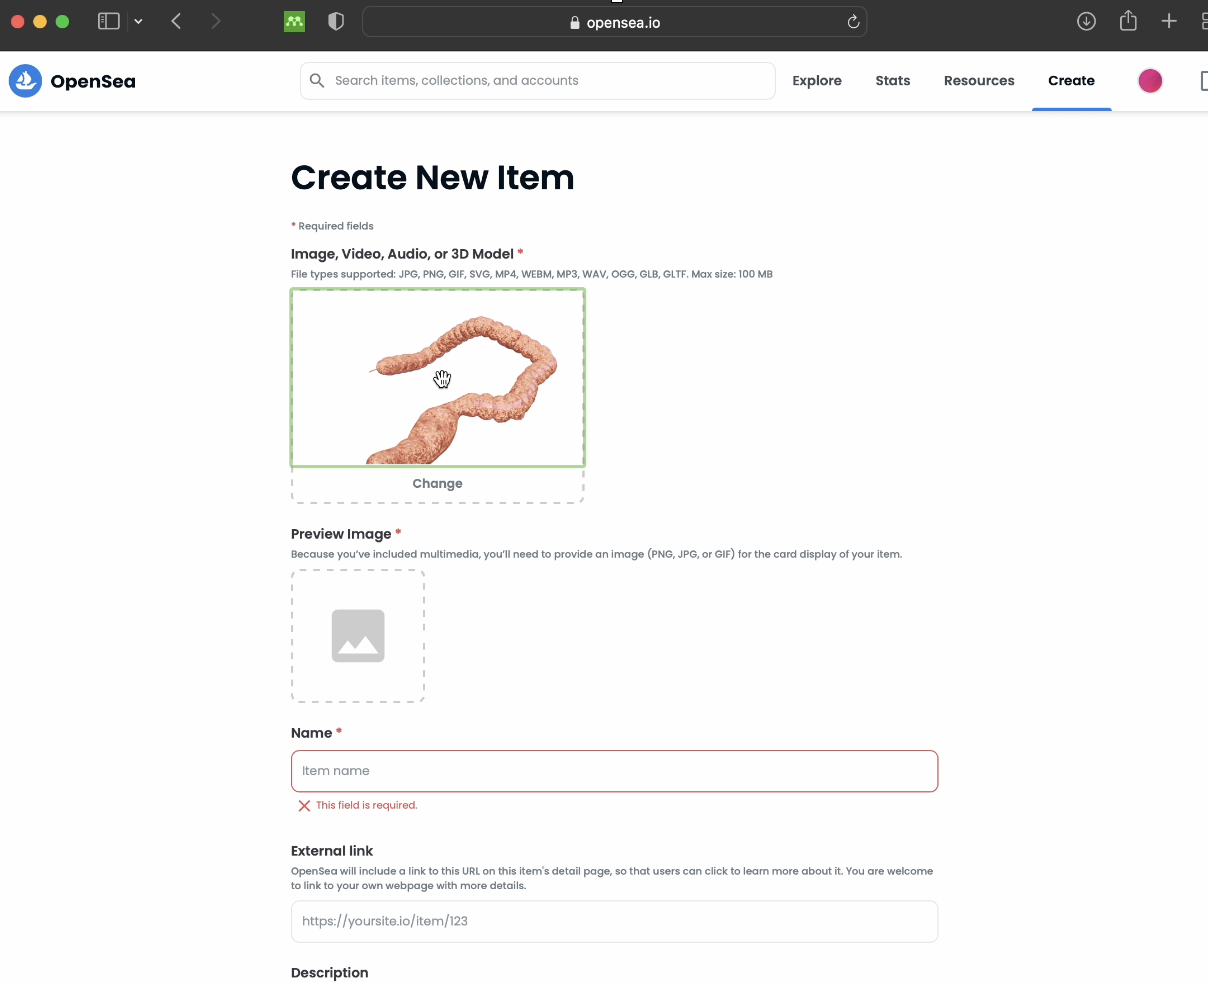 opensea.io
OpenSea
Search items, collections, and accounts
Explore
Stats
Resources
Create
Create New Item
* Required fields
Image, Video, Audio, or 3D Model *
File types supported: JPG, PNG, GIF, SVG, MP4, WEBM, MP3, WAV, OGG, GLB, GLTF. Max size: 100 MB
Change
Preview Image *
Because you've included multimedia, you'll need to provide an image (PNG, JPG, or GIF) for the card display of your item.
Name *
Item name
This field is required.
External link
OpenSea will include a link to this URL on this item's detail page, so that users can click to learn more about it. You are welcome
to link to your own webpage with more details.
https://yoursite.io/item/123
Description